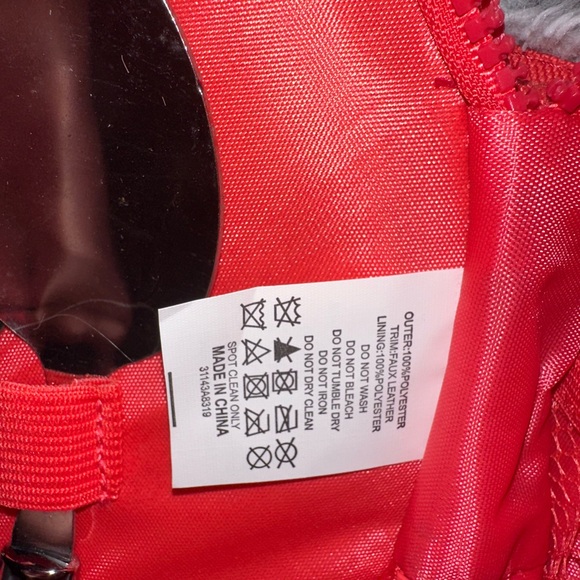 OUTER:100%POLYESTER
TRIM:FAUX LEATHER
LINING:100%POLYESTER
DO NOT WASH
DO NOT BLEACH
DO NOT TUMBLE DRY
DO NOT IRON
DO NOT DRY CLEAN
SPOT CLEAN ONLY
MADE IN CHINA
31143A8319